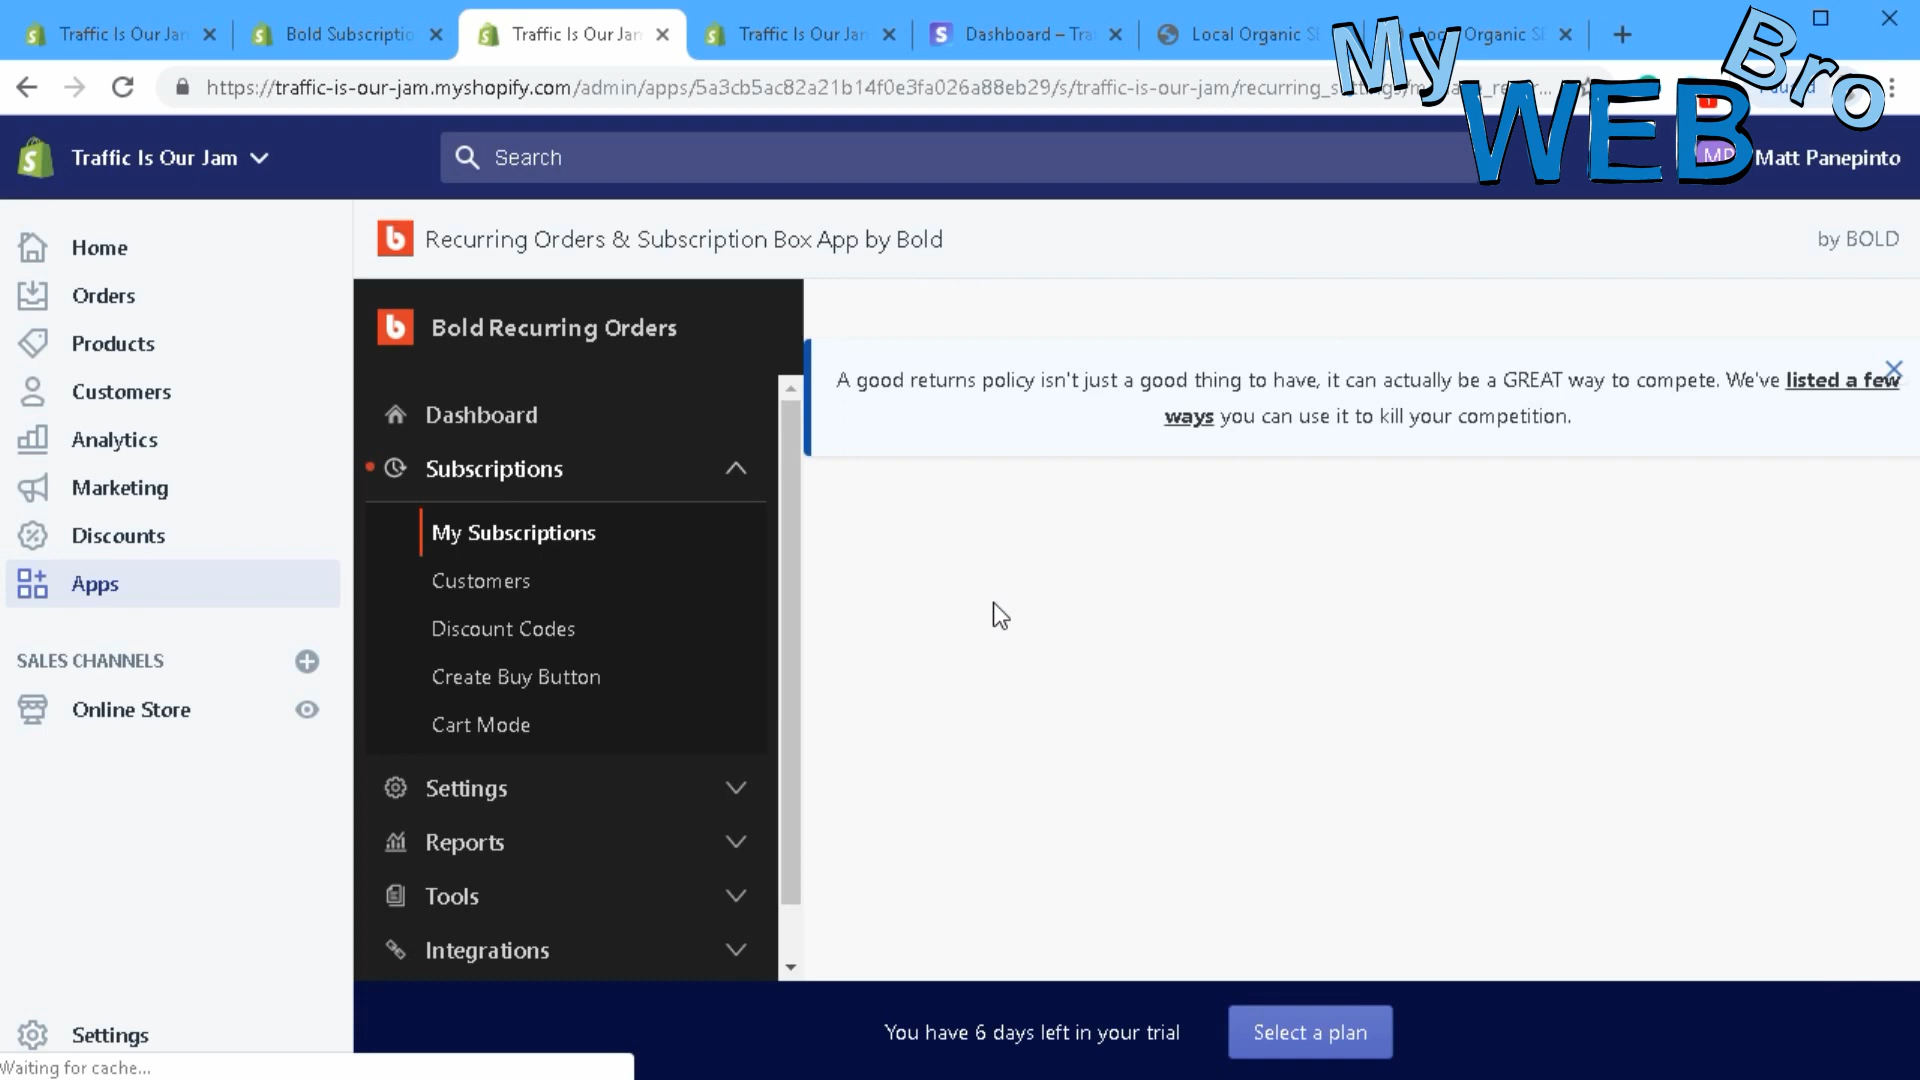 Traffic Is Our Jam
Bold Subscriptio
Traffic Is Our Jam
Traffic Is Our Jam
Dashboard – Tra
Local Organic SE
Organic SE
My
WEB
Bro
https://traffic-is-our-jam.myshopify.com/admin/apps/5a3cb5ac82a21b14f0e3fa026a88eb29/s/traffic-is-our-jam/recurring_
Traffic Is Our Jam
Search
MP
Matt Panepinto
Home
Orders
Products
Customers
Analytics
Marketing
Discounts
Apps
SALES CHANNELS
Online Store
Settings
Waiting for cache...
Recurring Orders & Subscription Box App by Bold
by BOLD
Bold Recurring Orders
Dashboard
Subscriptions
My Subscriptions
Customers
Discount Codes
Create Buy Button
Cart Mode
Settings
Reports
Tools
Integrations
A good returns policy isn't just a good thing to have, it can actually be a GREAT way to compete. We've listed a few
ways you can use it to kill your competition.
You have 6 days left in your trial
Select a plan